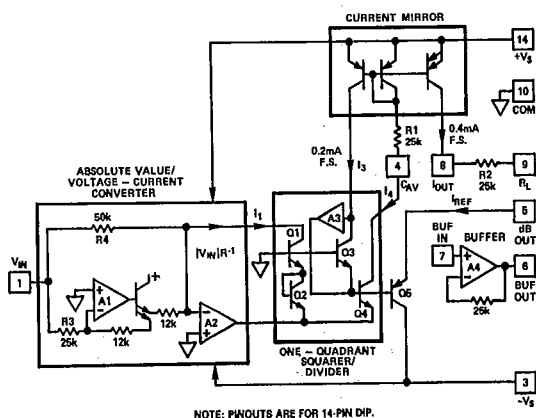 CURRENT MIRROR
14
+VS
10
COM
R1
25k
0.2mA
F.S.
0.4mA
F.S.
I3
4
CAV
8
IOUT
R2
25k
9
RL
ABSOLUTE VALUE/
VOLTAGE – CURRENT
CONVERTER
50k
R4
I1
|VIN|R-1
VIN
1
A1
+
R3
25k
12k
12k
A2
A3
Q1
Q2
Q3
Q4
I4
Q5
IREF
5
dB
OUT
BUF
IN
BUFFER
7
A4
6
BUF
OUT
25k
ONE – QUADRANT
SQUARER/
DIVIDER
3
-VS
NOTE: PINOUTS ARE FOR 14-PIN DIP.